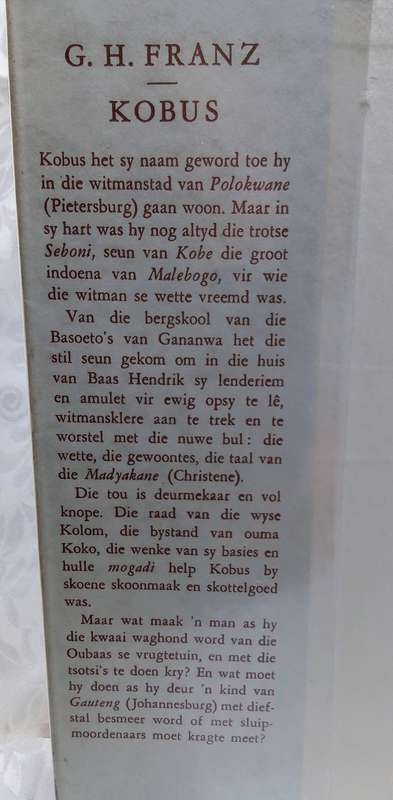 G. H. FRANZ
KOBUS
Kobus het sy naam geword toe hy
in die witmanstad van Polokwane
(Pietersburg) gaan woon. Maar in
sy hart was hy nog altyd die trotse
Seboni, seun van Kobe die groot
indoena van Malebogo, vir wie
die witman se wette vreemd was.
Van die bergskool van die
Basoeto's van Gananwa het die
stil seun gekom om in die huis
van Baas Hendrik sy lenderiem
en amulet vir ewig opsy te lê,
witmansklere aan te trek en te
worstel met die nuwe bul: die
wette, die gewoontes, die taal van
die Madyakane (Christene).
Die tou is deurmekaar en vol
knope. Die raad van die wyse
Kolom, die bystand van ouma
Koko, die wenke van sy basies en
hulle mogadi help Kobus by
skoene skoonmaak en skottelgoed
was.
Maar wat maak 'n man as hy
die kwaai waghond word van die
Oubaas se vrugtetuin, en met die
tsotsi's te doen kry? En wat moet
hy doen as hy deur 'n kind van
Gauteng (Johannesburg) met dief-
stal besmeer word of met sluip-
moordenaars moet kragte meet?